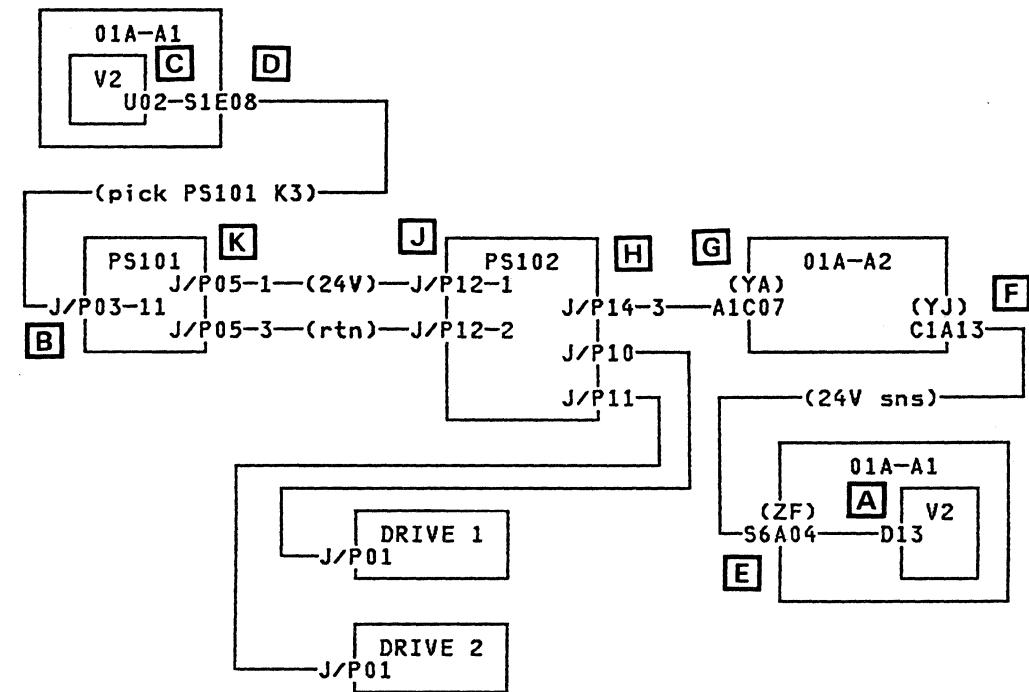 01A-A1
C D
V2
U02-S1E08
(pick PS101 K3)
K J H G
PS101 PS102 01A-A2
J/P05-1 (24V) J/P12-1 (YA) F
J/P03-11 J/P14-3 A1C07 (YJ)
B J/P05-3 (rtn) J/P12-2 C1A13
J/P10
J/P11 (24V sns)
01A-A1
A
(ZF) V2
DRIVE 1 S6A04 D13
J/P01
E
DRIVE 2
J/P01